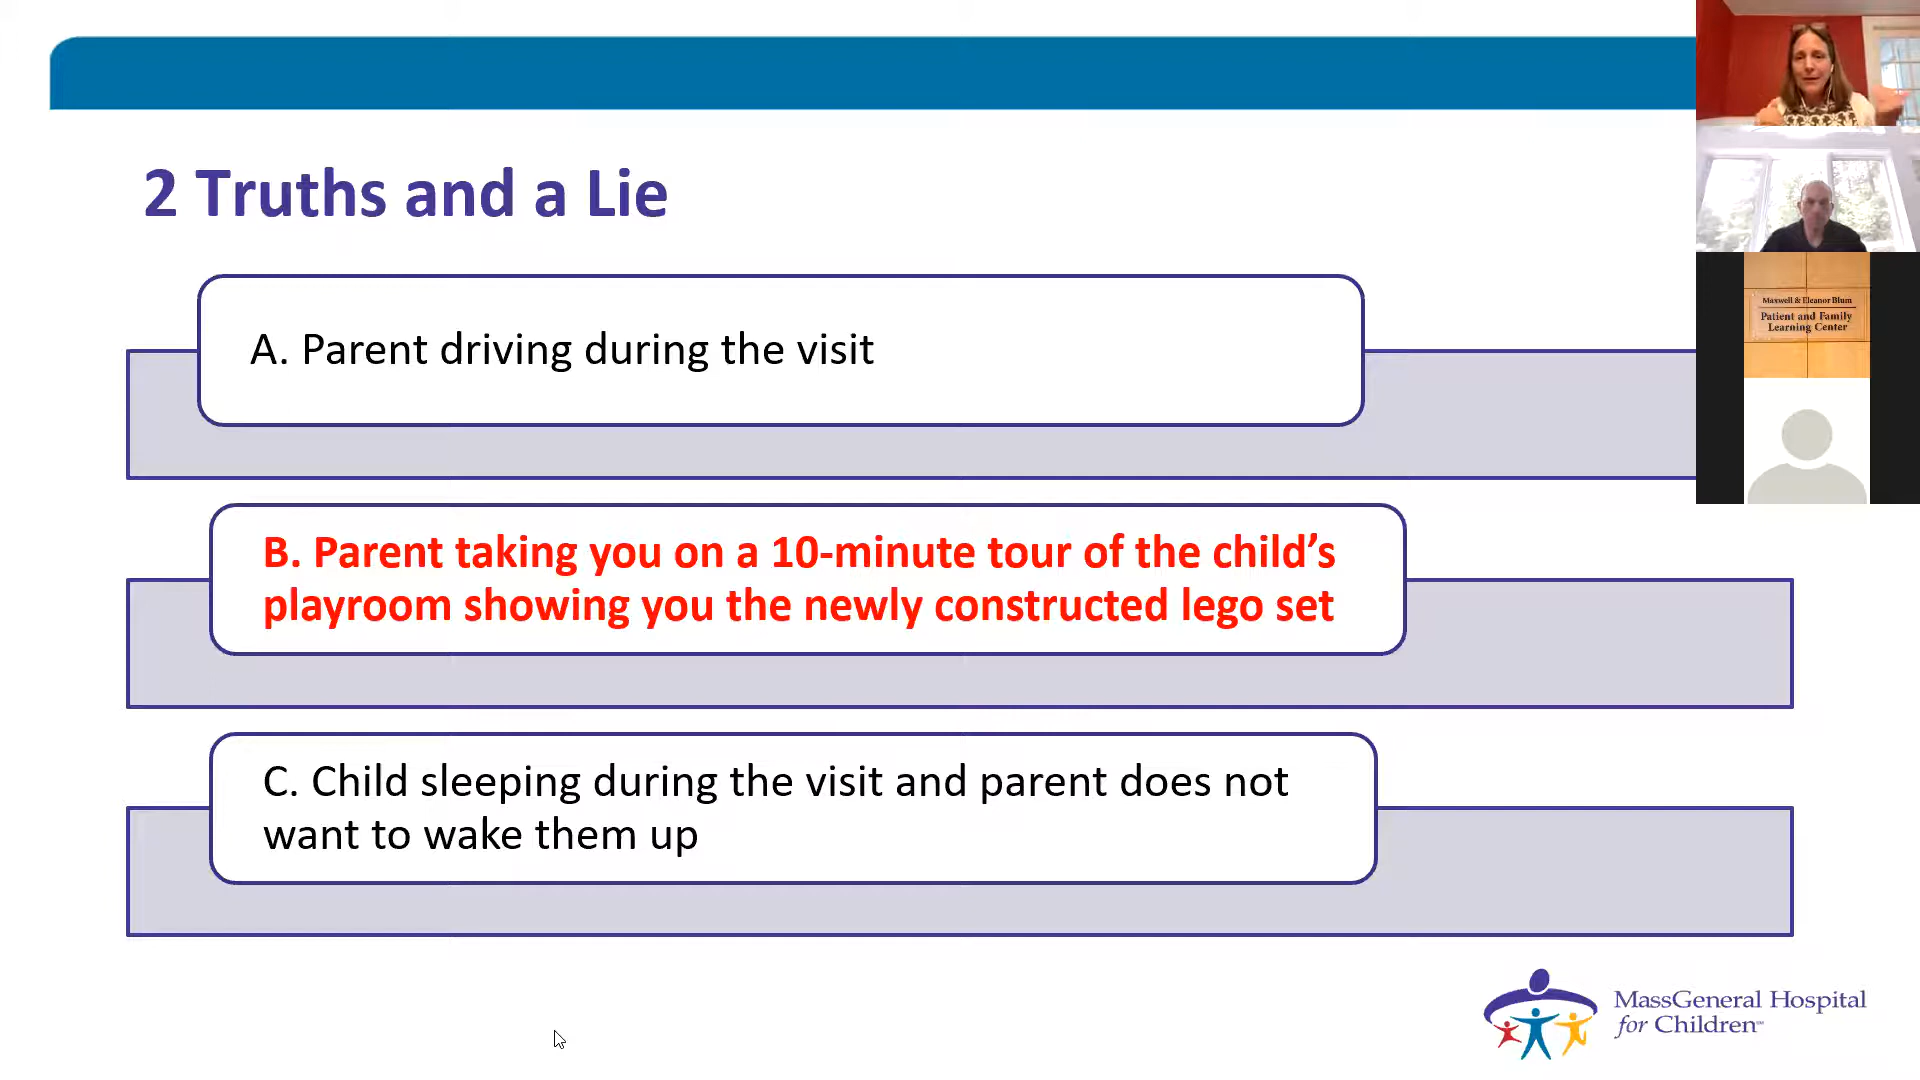 2 Truths and a Lie
A. Parent driving during the visit
B. Parent taking you on a 10-minute tour of the child’s
playroom showing you the newly constructed lego set
C. Child sleeping during the visit and parent does not
want to wake them up
Maxwell & Eleanor Blum
Patient and Family
Learning Center
MassGeneral Hospital
for Children